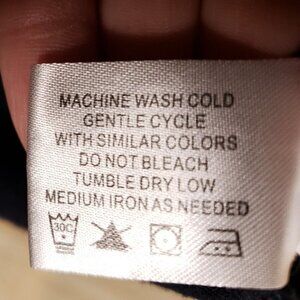 MACHINE WASH COLD
GENTLE CYCLE
WITH SIMILAR COLORS
DO NOT BLEACH
TUMBLE DRY LOW
MEDIUM IRON AS NEEDED
30C